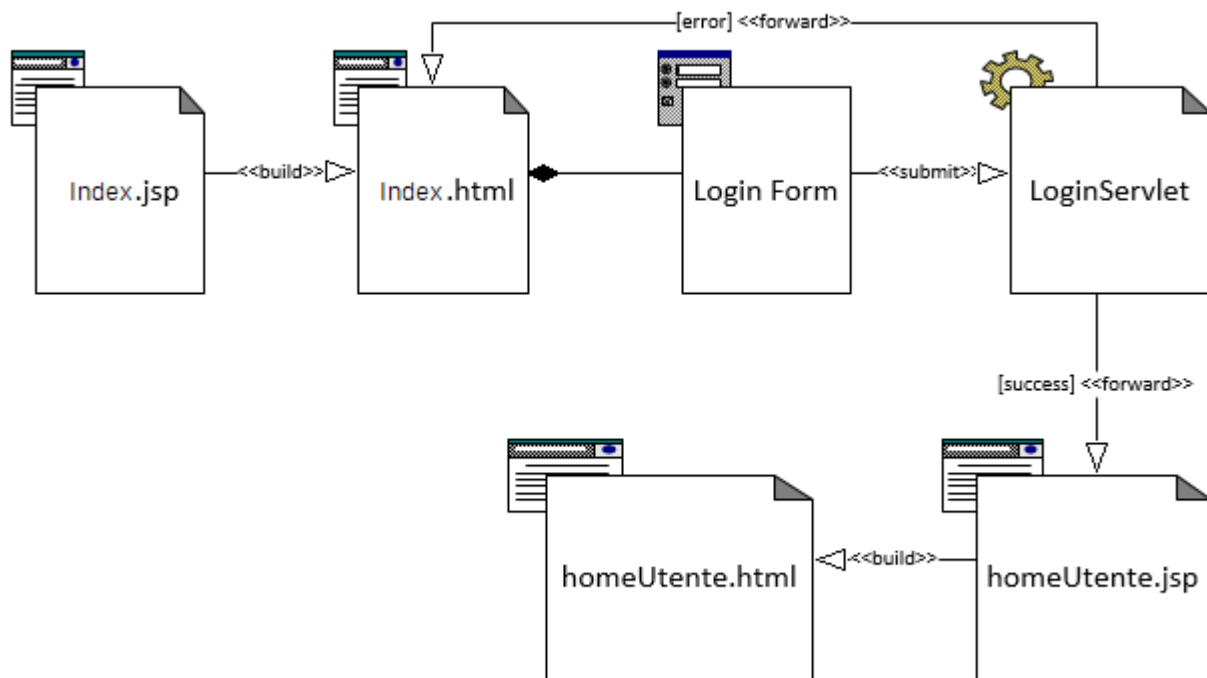 [error] <<forward>>
Index.jsp
<<build>>
Index.html
Login Form
<<submit>>
LoginServlet
[success] <<forward>>
homeUtente.html
<<build>>
homeUtente.jsp